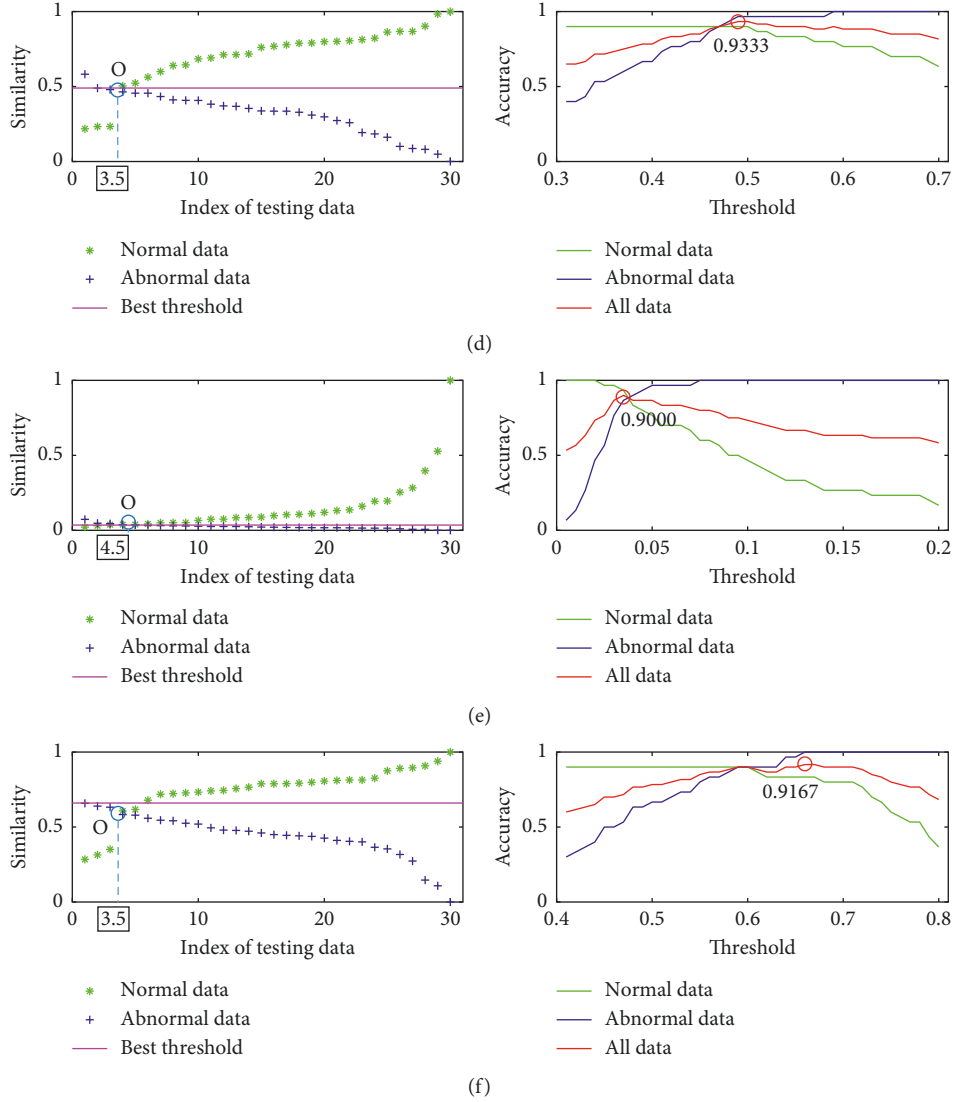 1
0.5
0
Similarity
O
0
3.5
10
20
30
Index of testing data
Normal data
Abnormal data
Best threshold
1
0.5
0
Accuracy
0.9333
0.3
0.4
0.5
0.6
0.7
Threshold
Normal data
Abnormal data
All data
(d)
1
0.5
0
Similarity
O
0
4.5
10
20
30
Index of testing data
Normal data
Abnormal data
Best threshold
1
0.5
0
Accuracy
0.9000
0
0.05
0.1
0.15
0.2
Threshold
Normal data
Abnormal data
All data
(e)
1
0.5
0
Similarity
O
0
3.5
10
20
30
Index of testing data
Normal data
Abnormal data
Best threshold
1
0.5
0
Accuracy
0.9167
0.4
0.5
0.6
0.7
0.8
Threshold
Normal data
Abnormal data
All data
(f)